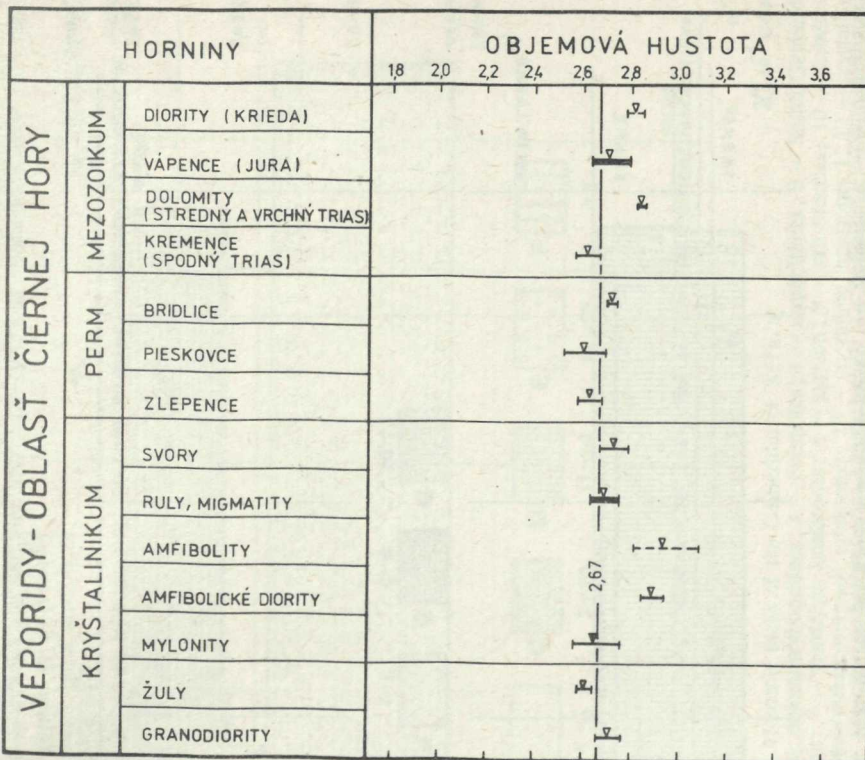 HORNINY
OBJEMOVÁ HUSTOTA
1,8 2,0 2,2 2,4 2,6 2,8 3,0 3,2 3,4 3,6
VEPORIDY - OBLASŤ ČIERNEJ HORY
MEZOZOIKUM
DIORITY (KRIEDA)
VÁPENCE (JURA)
DOLOMITY
(STREDNY A VRCHNÝ TRIAS)
KREMENCE
(SPODNÝ TRIAS)
PERM
BRIDLICE
PIESKOVCE
ZLEPENCE
KRYŠTALINIKUM
SVORY
RULY, MIGMATITY
AMFIBOLITY
AMFIBOLICKÉ DIORITY
MYLONITY
ŽULY
GRANODIORITY
2,67